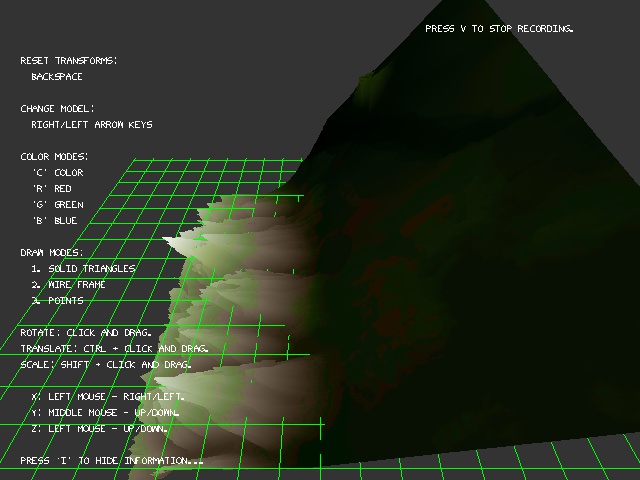 PRESS V TO STOP RECORDING.
RESET TRANSFORMS:
BACKSPACE
CHANGE MODEL:
RIGHT/LEFT ARROW KEYS
COLOR MODES:
'C' COLOR
'R' RED
'G' GREEN
'B' BLUE
DRAW MODES:
1. SOLID TRIANGLES
2. WIRE FRAME
3. POINTS
ROTATE: CLICK AND DRAG.
TRANSLATE: CTRL + CLICK AND DRAG.
SCALE: SHIFT + CLICK AND DRAG.
X: LEFT MOUSE - RIGHT/LEFT.
Y: MIDDLE MOUSE - UP/DOWN.
Z: LEFT MOUSE - UP/DOWN.
PRESS 'I' TO HIDE INFORMATION...